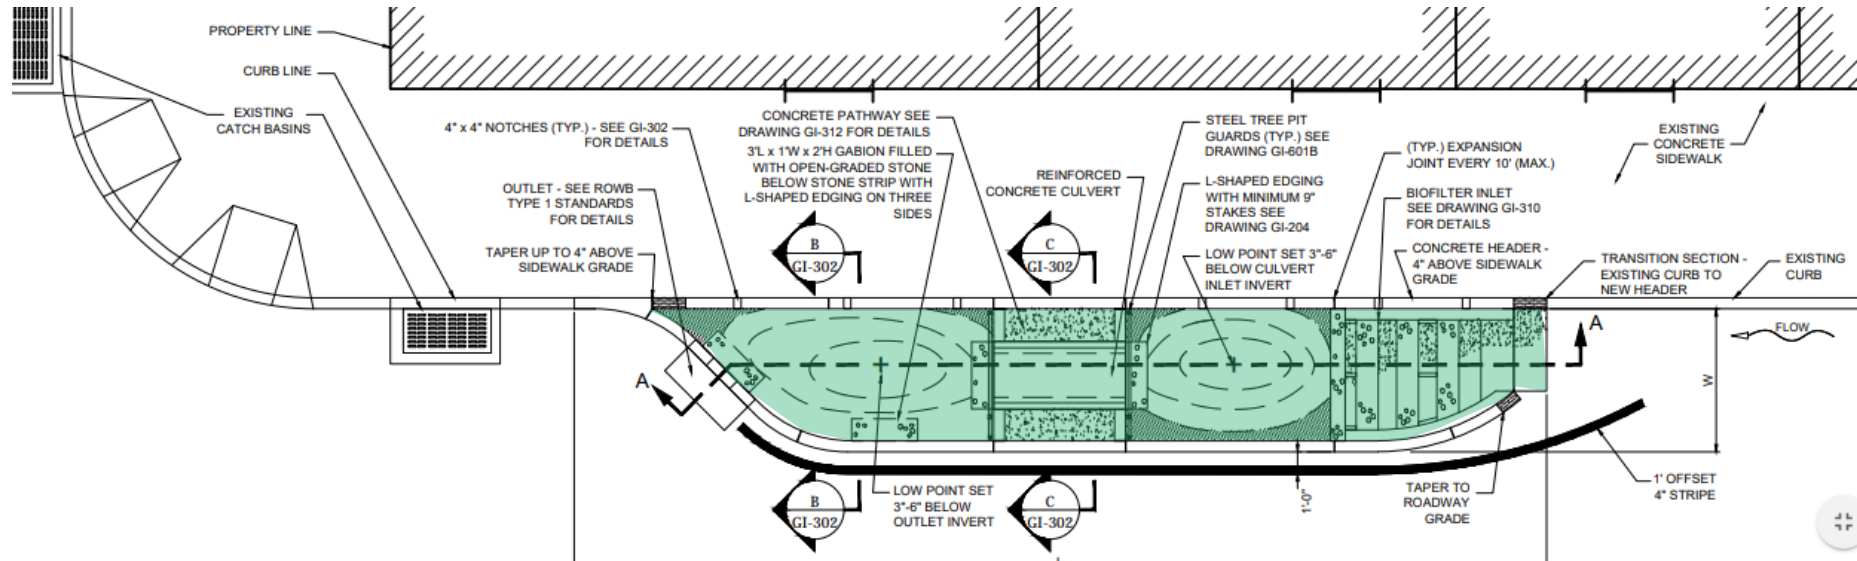 PROPERTY LINE
CURB LINE
EXISTING
CATCH BASINS
4" x 4" NOTCHES (TYP.) - SEE GI-302
FOR DETAILS
OUTLET - SEE ROWB
TYPE 1 STANDARDS
FOR DETAILS
TAPER UP TO 4" ABOVE
SIDEWALK GRADE
CONCRETE PATHWAY SEE
DRAWING GI-312 FOR DETAILS
3'L x 1'W x 2'H GABION FILLED
WITH OPEN-GRADED STONE
BELOW STONE STRIP WITH
L-SHAPED EDGING ON THREE
SIDES
REINFORCED
CONCRETE CULVERT
STEEL TREE PIT
GUARDS (TYP.) SEE
DRAWING GI-601B
L-SHAPED EDGING
WITH MINIMUM 9"
STAKES SEE
DRAWING GI-204
LOW POINT SET 3"-6"
BELOW CULVERT
INLET INVERT
(TYP.) EXPANSION
JOINT EVERY 10' (MAX.)
BIOFILTER INLET
SEE DRAWING GI-310
FOR DETAILS
CONCRETE HEADER -
4" ABOVE SIDEWALK
GRADE
EXISTING
CONCRETE
SIDEWALK
TRANSITION SECTION -
EXISTING CURB TO
NEW HEADER
EXISTING
CURB
B
GI-302
C
GI-302
A
FLOW
A
W
B
GI-302
LOW POINT SET
3"-6" BELOW
OUTLET INVERT
C
GI-302
1'-0"
TAPER TO
ROADWAY
GRADE
1' OFFSET
4" STRIPE